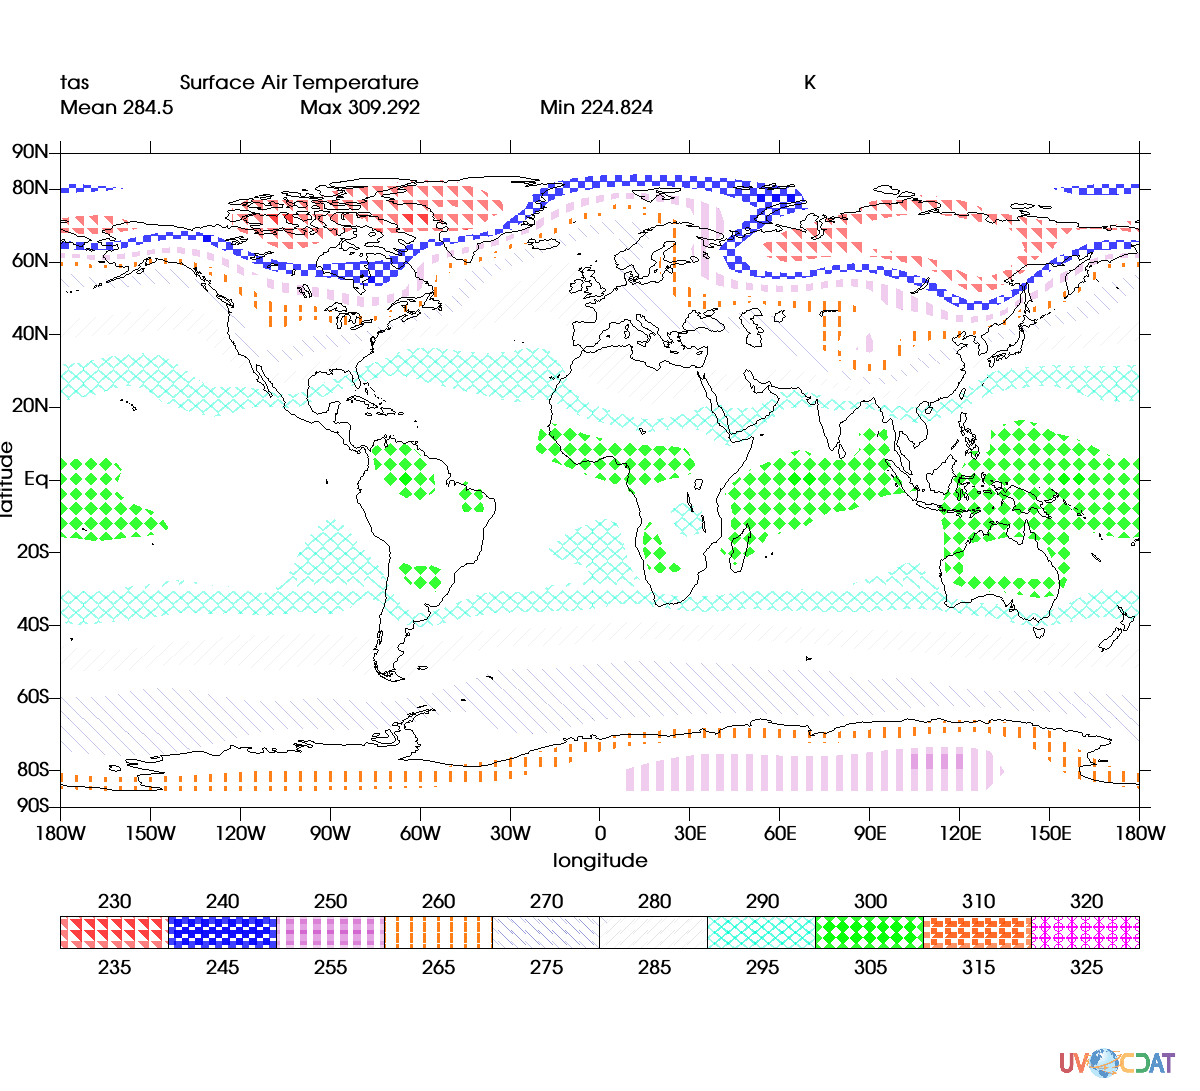 tas Surface Air Temperature K
Mean 284.5 Max 309.292 Min 224.824
90N
80N
60N
40N
20N
Eq
20S
40S
60S
80S
90S
latitude
180W 150W 120W 90W 60W 30W 0 30E 60E 90E 120E 150E 180W
longitude
230 240 250 260 270 280 290 300 310 320
235 245 255 265 275 285 295 305 315 325
UV CDAT